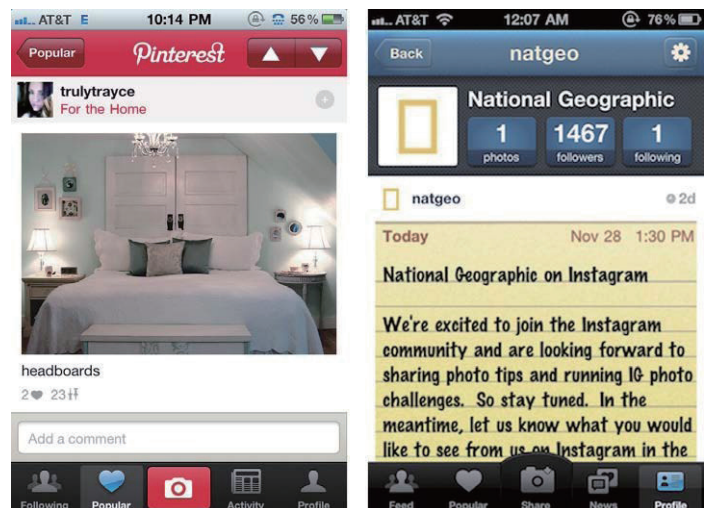 AT&T E 10:14 PM 56%
Popular Pinterest
trulytrayce
For the Home
headboards
2 23
Add a comment
Following Popular Activity Profile
AT&T 12:07 AM 76%
Back natgeo
National Geographic
1 1467 1
photos followers following
natgeo 2d
Today Nov 28 1:30 PM
National Geographic on Instagram
We're excited to join the Instagram
community and are looking forward to
sharing photo tips and running IG photo
challenges. So stay tuned. In the
meantime, let us know what you would
like to see from us on Instagram in the
Feed Popular Share News Profile